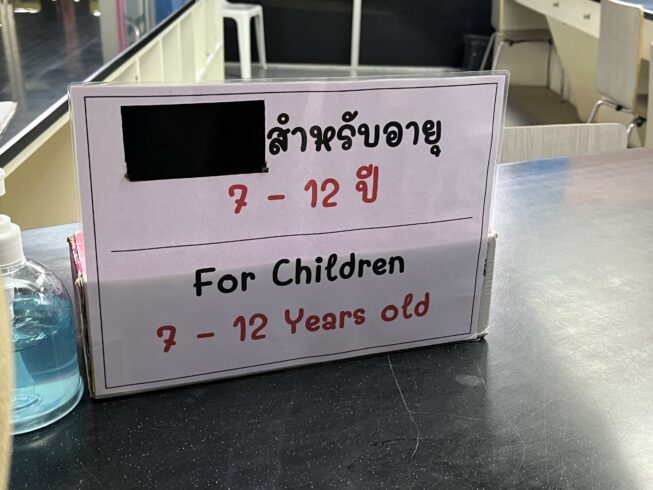 สำหรับอายุ
7 - 12 ปี
For Children
7 - 12 Years old